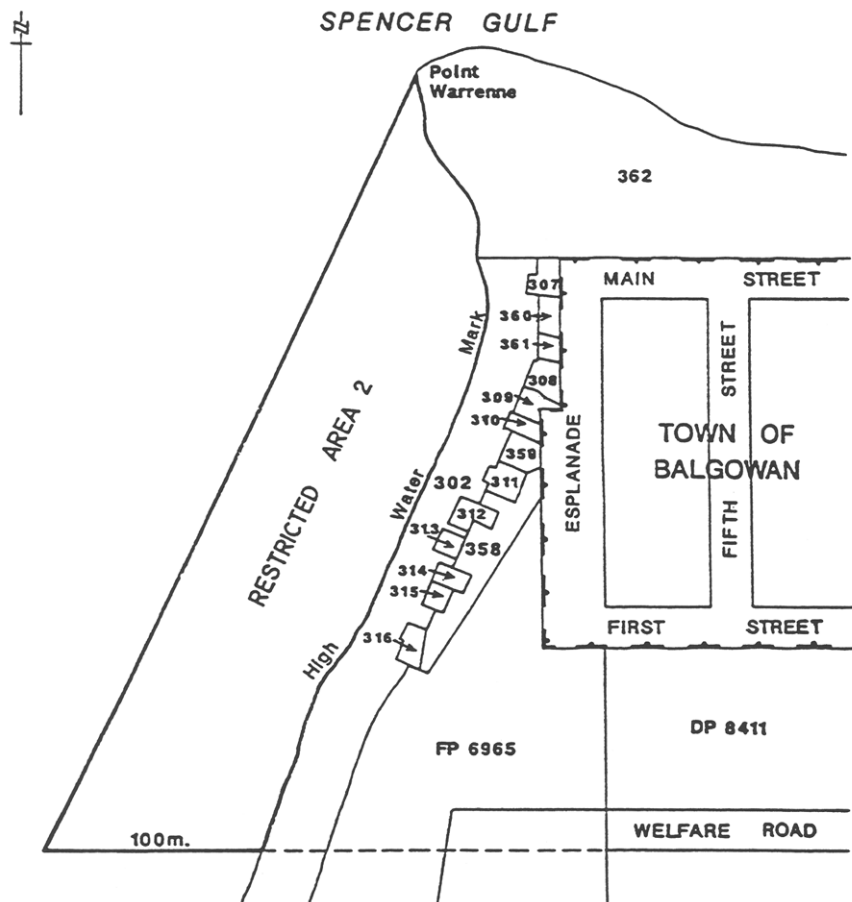 N
SPENCER GULF
Point
Warrenne
362
MAIN STREET
307
360
Mark
361
308
309
310
STREET
RESTRICTED AREA 2
359
TOWN OF
BALGOWAN
ESPLANADE
302
311
Water
312
313
358
FIFTH
314
315
FIRST STREET
316
High
DP 8411
FP 6965
100m.
WELFARE ROAD